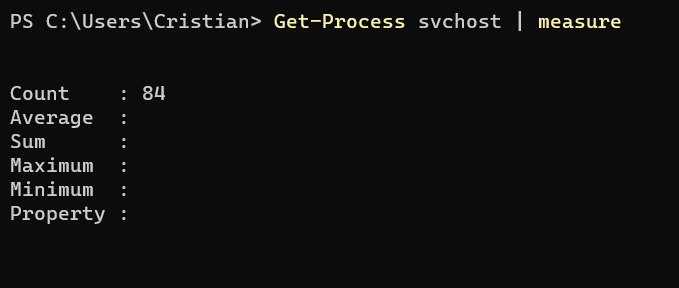 PS C:\Users\Cristian> Get-Process svchost | measure
Count    : 84
Average  :
Sum      :
Maximum  :
Minimum  :
Property :